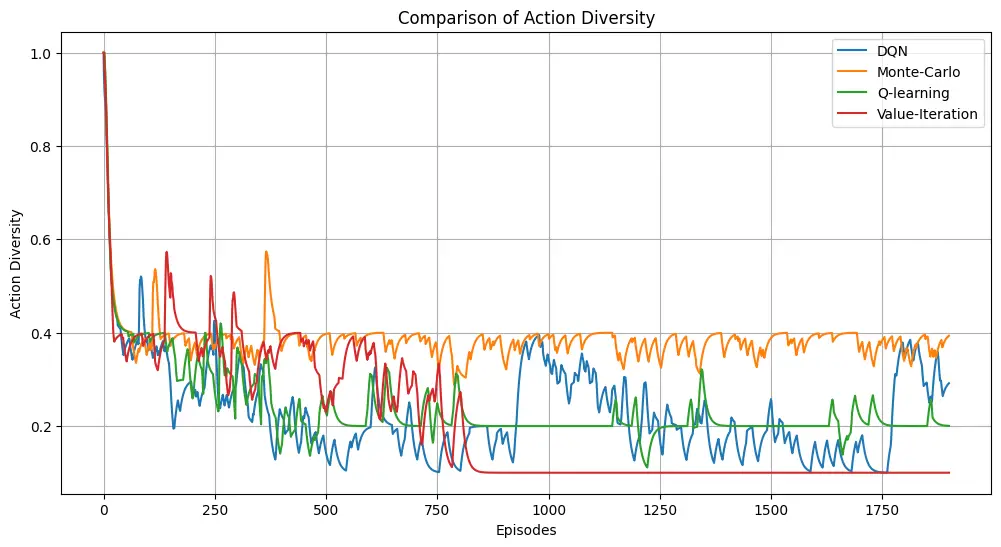 Comparison of Action Diversity
DQN
Monte-Carlo
Q-learning
Value-Iteration
Action Diversity
1.0
0.8
0.6
0.4
0.2
0 250 500 750 1000 1250 1500 1750
Episodes